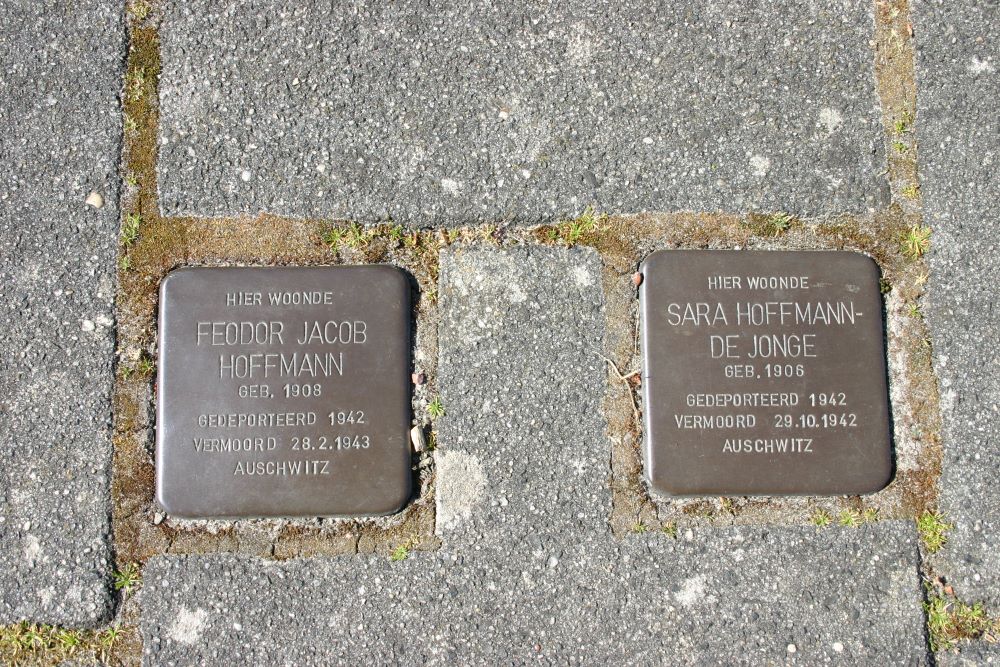 HIER WOONDE
FEODOR JACOB
HOFFMANN
GEB. 1908
GEDEPORTEERD 1942
VERMOORD 28.2.1943
AUSCHWITZ
HIER WOONDE
SARA HOFFMANN-
DE JONGE
GEB. 1906
GEDEPORTEERD 1942
VERMOORD 29.10.1942
AUSCHWITZ